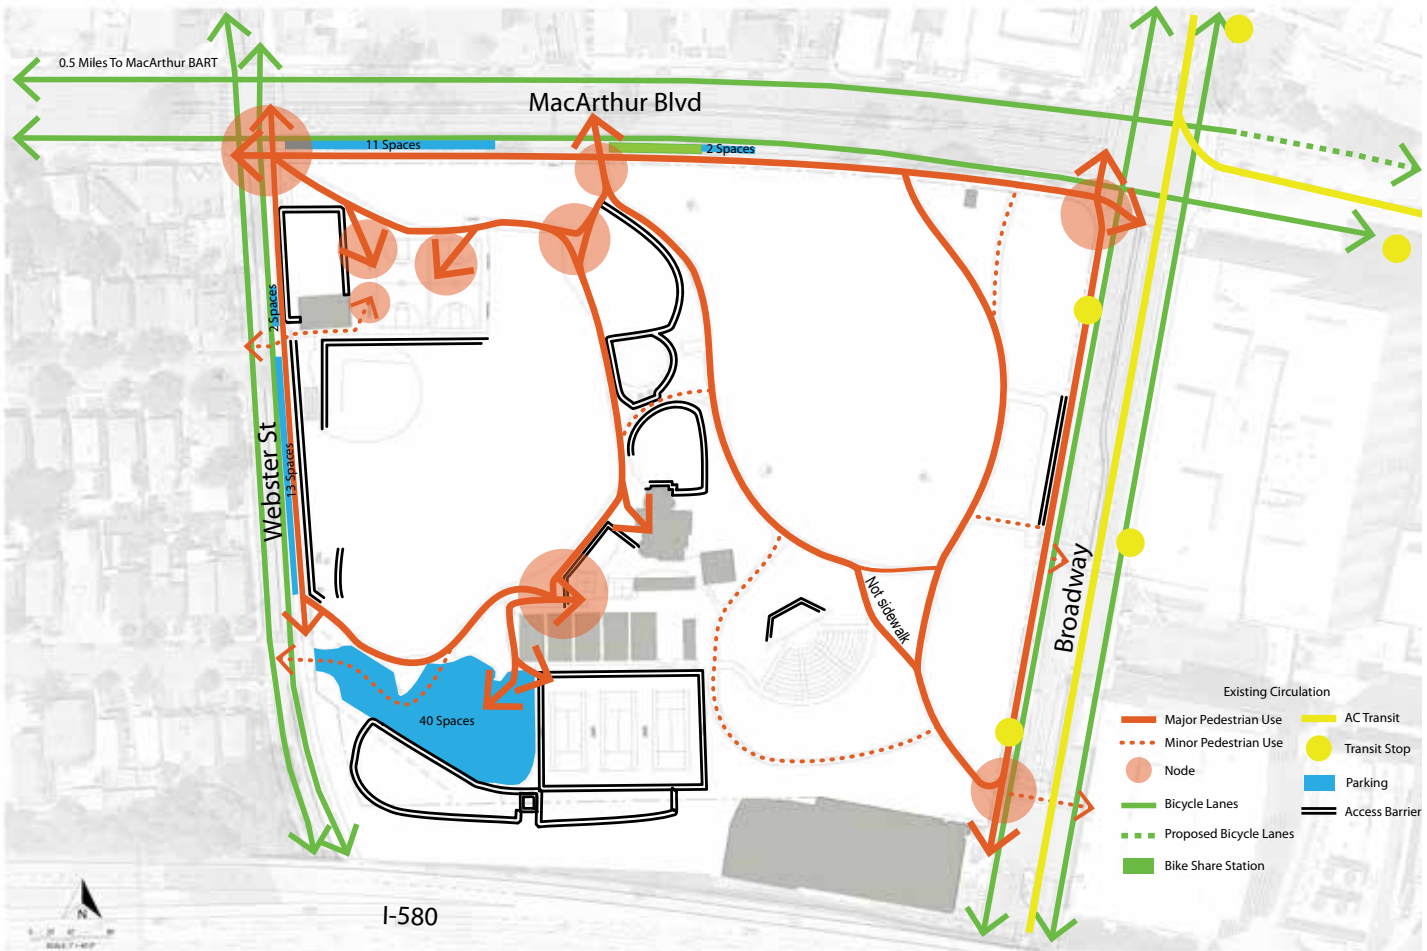 0.5 Miles To MacArthur BART
MacArthur Blvd
11 Spaces
2 Spaces
2 Spaces
Webster St
13 Spaces
Not sidewalk
Broadway
40 Spaces
Existing Circulation
Major Pedestrian Use
Minor Pedestrian Use
Node
Bicycle Lanes
Proposed Bicycle Lanes
Bike Share Station
AC Transit
Transit Stop
Parking
Access Barrier
I-580
N